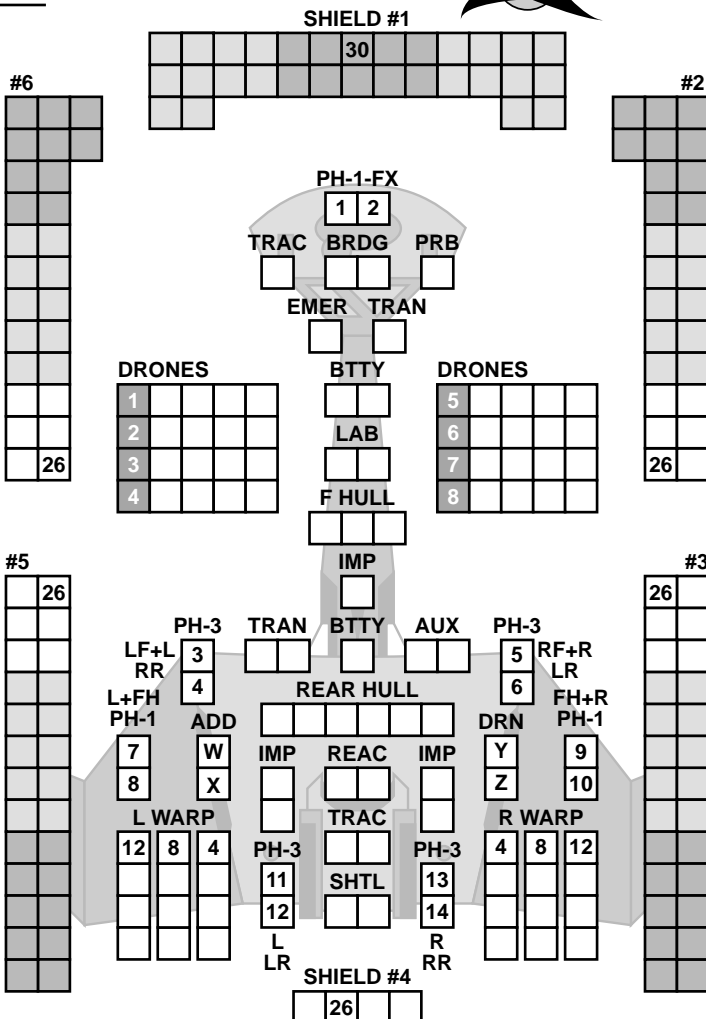 SHIELD #1
30
#6
#2
PH-1-FX
1 2
TRAC BRDG PRB
EMER TRAN
DRONES BTTY DRONES
1 5
2 LAB 6
3 7
26 26
4 8
F HULL
IMP
#5 #3
26 26
PH-3 TRAN BTTY AUX PH-3
LF+L 3 5 RF+R
RR LR
4 6
REAR HULL
L+FH FH+R
PH-1 ADD DRN PH-1
7 W IMP REAC IMP Y 9
8 X Z 10
L WARP TRAC R WARP
12 8 4 PH-3 PH-3 4 8 12
11 SHTL 13
12 14
L R
LR RR
SHIELD #4
26